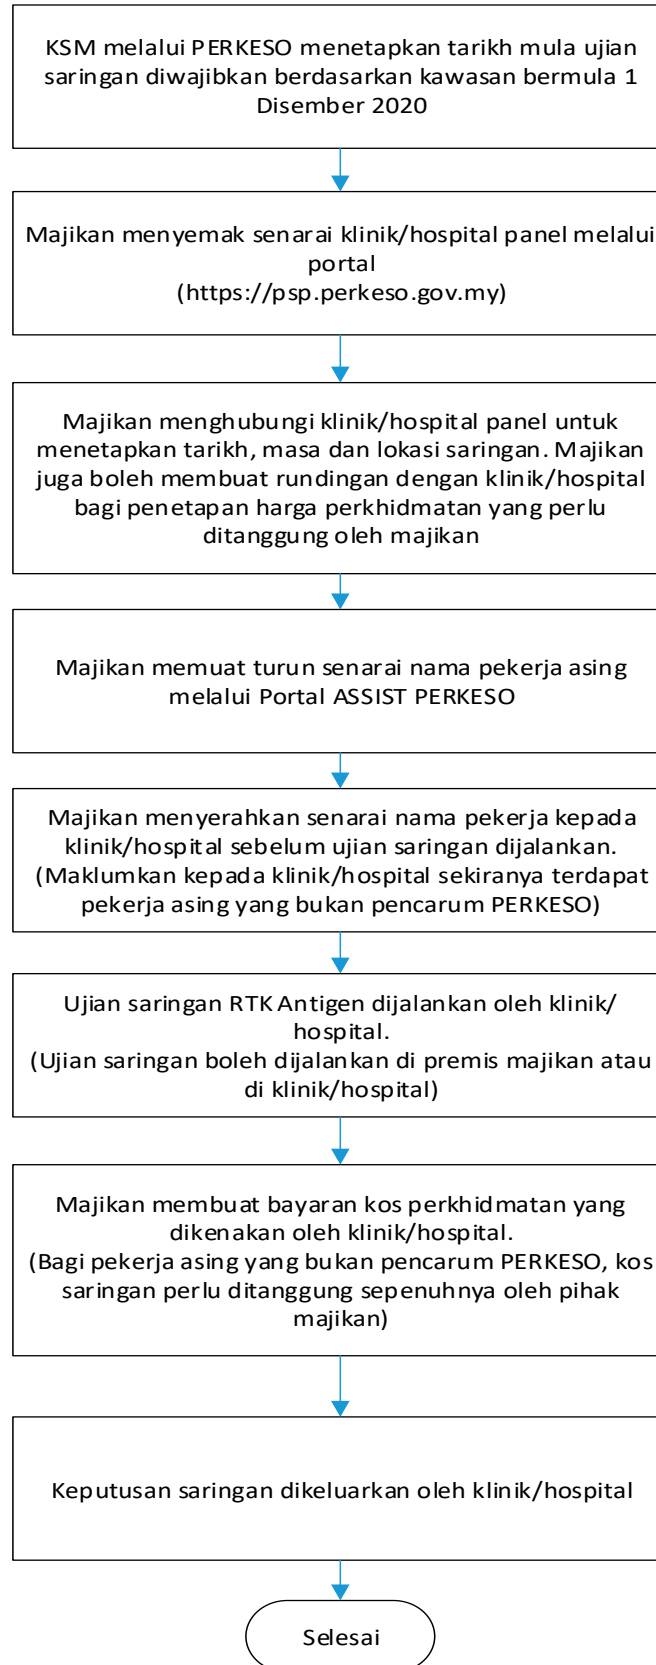 KSM melalui PERKESO menetapkan tarikh mula ujian
saringan diwajibkan berdasarkan kawasan bermula 1
Disember 2020
Majikan menyemak senarai klinik/hospital panel melalui
portal
(https://psp.perkeso.gov.my)
Majikan menghubungi klinik/hospital panel untuk
menetapkan tarikh, masa dan lokasi saringan. Majikan
juga boleh membuat rundingan dengan klinik/hospital
bagi penetapan harga perkhidmatan yang perlu
ditanggung oleh majikan
Majikan memuat turun senarai nama pekerja asing
melalui Portal ASSIST PERKESO
Majikan menyerahkan senarai nama pekerja kepada
klinik/hospital sebelum ujian saringan dijalankan.
(Maklumkan kepada klinik/hospital sekiranya terdapat
pekerja asing yang bukan pencarum PERKESO)
Ujian saringan RTK Antigen dijalankan oleh klinik/
hospital.
(Ujian saringan boleh dijalankan di premis majikan atau
di klinik/hospital)
Majikan membuat bayaran kos perkhidmatan yang
dikenakan oleh klinik/hospital.
(Bagi pekerja asing yang bukan pencarum PERKESO, kos
saringan perlu ditanggung sepenuhnya oleh pihak
majikan)
Keputusan saringan dikeluarkan oleh klinik/hospital
Selesai